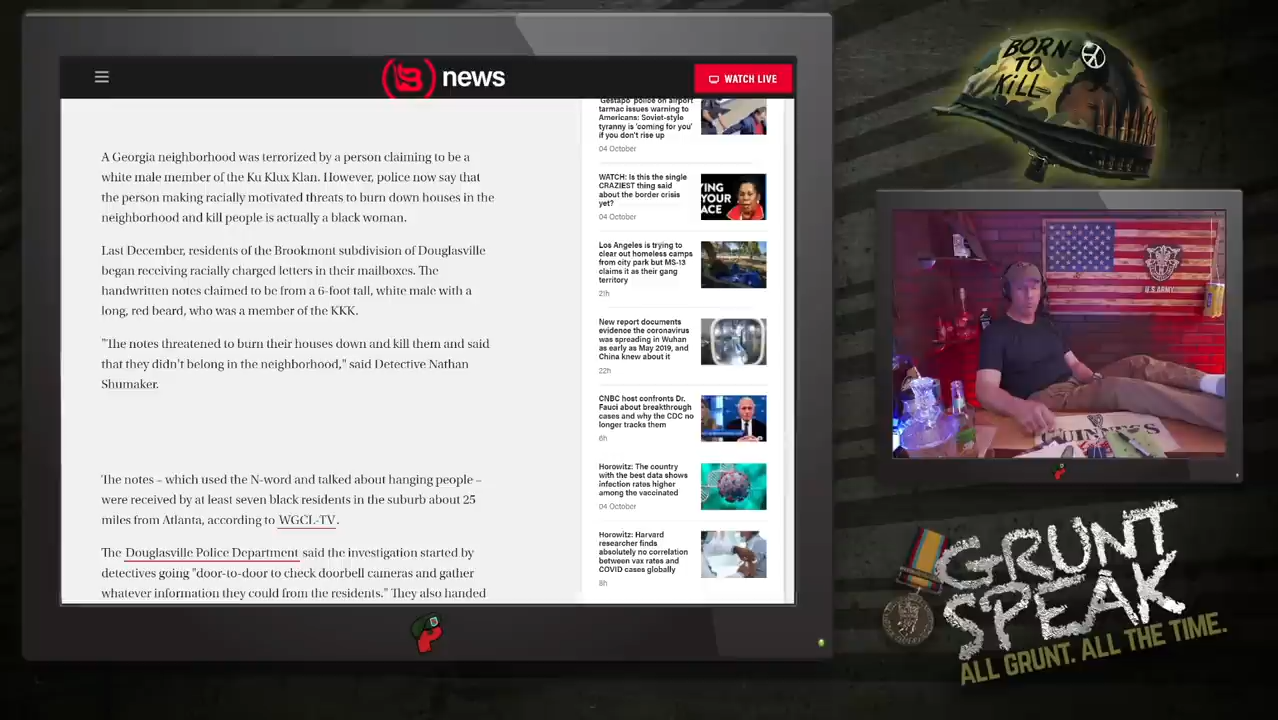 news
WATCH LIVE
A Georgia neighborhood was terrorized by a person claiming to be a
white male member of the Ku Klux Klan. However, police now say that
the person making racially motivated threats to burn down houses in the
neighborhood and kill people is actually a black woman.
Last December, residents of the Brookmont subdivision of Douglasville
began receiving racially charged letters in their mailboxes. The
handwritten notes claimed to be from a 6-foot tall, white male with a
long, red beard, who was a member of the KKK.
"The notes threatened to burn their houses down and kill them and said
that they didn't belong in the neighborhood," said Detective Nathan
Shumaker.
The notes – which used the N-word and talked about hanging people –
were received by at least seven black residents in the suburb about 25
miles from Atlanta, according to WGCL-TV.
The Douglasville Police Department said the investigation started by
detectives going "door-to-door to check doorbell cameras and gather
whatever information they could from the residents." They also handed
'Gestapo' police on airport
tarmac issues warning to
Americans: Soviet-style
tyranny is 'coming for you'
if you don't rise up
04 October
WATCH: Is this the single
CRAZIEST thing said
about the border crisis
yet?
04 October
YING
YOUR
ACE
Los Angeles is trying to
clear out homeless camps
from city park but MS-13
claims it as their gang
territory
21h
New report documents
evidence the coronavirus
was spreading in Wuhan
as early as May 2019, and
China knew about it
22h
CNBC host confronts Dr.
Fauci about breakthrough
cases and why the CDC no
longer tracks them
6h
Horowitz: The country
with the best data shows
infection rates higher
among the vaccinated
04 October
Horowitz: Harvard
researcher finds
absolutely no correlation
between vax rates and
COVID cases globally
8h
BORN
TO
KiLL
U.S. ARMY
GUINNESS
GRUNT
SPEAK
ALL GRUNT. ALL THE TIME.